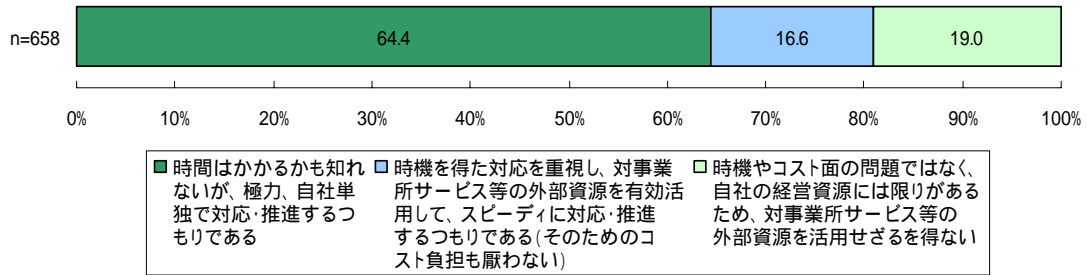 n=658
64.4
16.6
19.0
0%
10%
20%
30%
40%
50%
60%
70%
80%
90%
100%
時間はかかるかも知れ
ないが、極力、自社単
独で対応・推進するつ
もりである
時機を得た対応を重視し、対事業
所サービス等の外部資源を有効活
用して、スピーディに対応・推進
するつもりである(そのためのコ
スト負担も厭わない)
時機やコスト面の問題ではなく、
自社の経営資源には限りがある
ため、対事業所サービス等の
外部資源を活用せざるを得ない